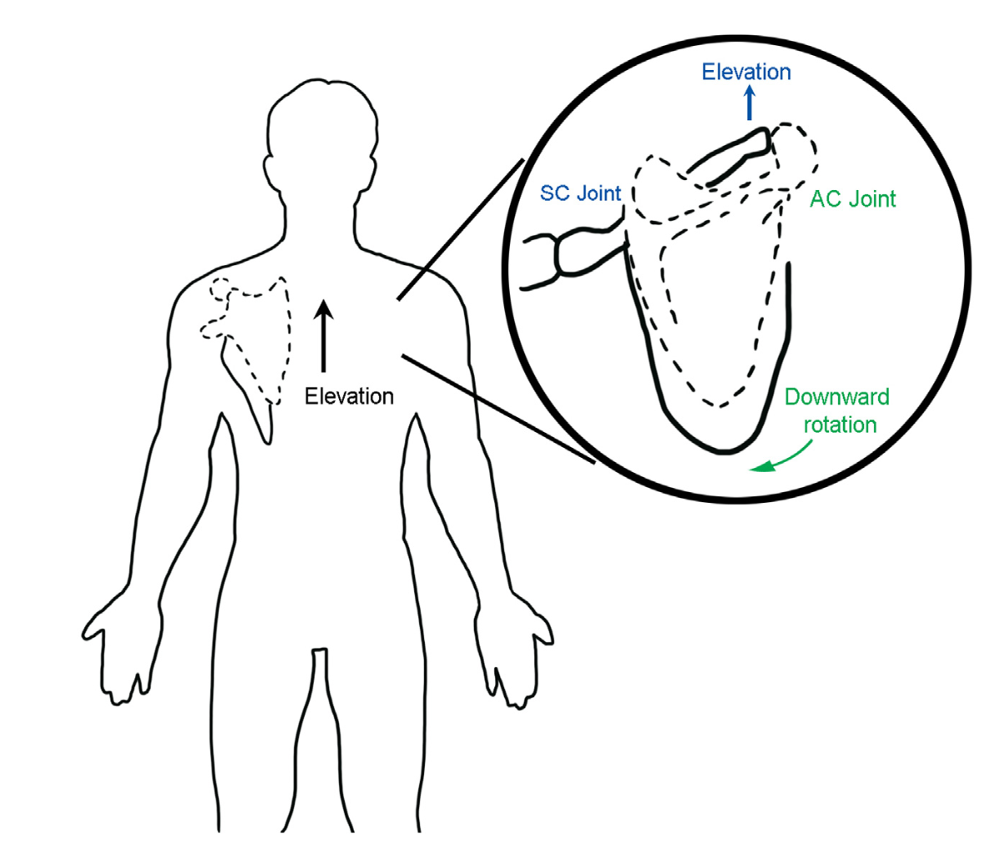 Elevation
SC Joint
AC Joint
Elevation
Downward
rotation